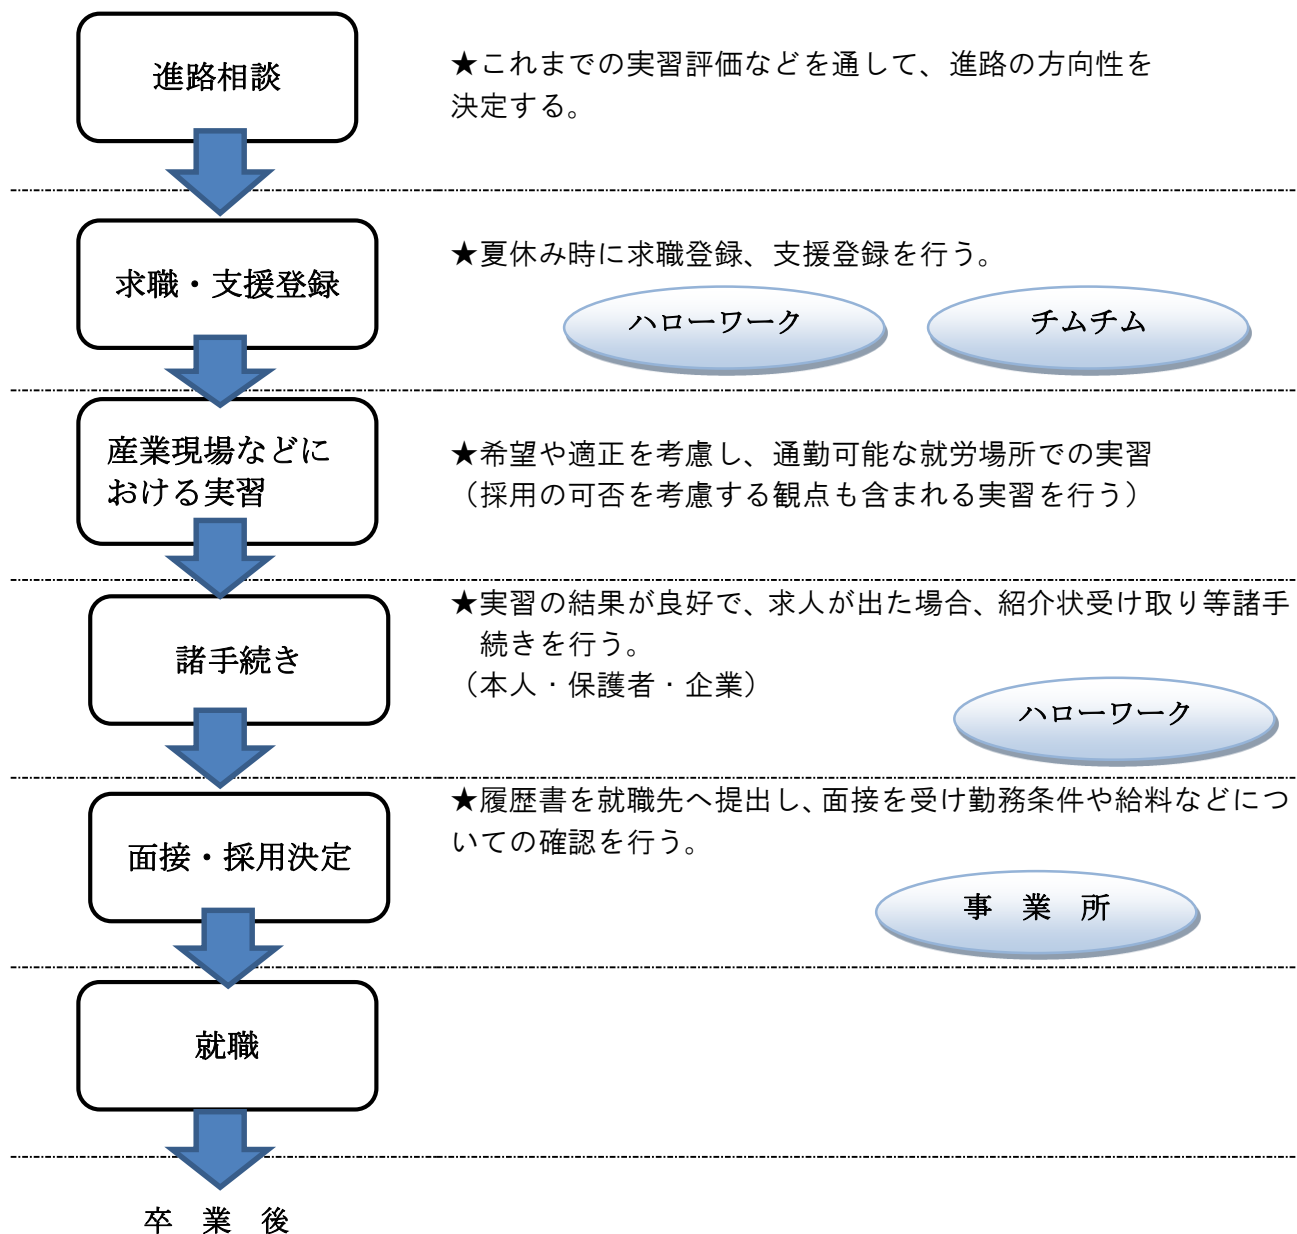 進路相談
★これまでの実習評価などを通して、進路の方向性を
決定する。
求職・支援登録
★夏休み時に求職登録、支援登録を行う。
ハローワーク
チムチム
産業現場などに
おける実習
★希望や適正を考慮し、通勤可能な就労場所での実習
（採用の可否を考慮する観点も含まれる実習を行う）
諸手続き
★実習の結果が良好で、求人が出た場合、紹介状受け取り等諸手
続きを行う。
（本人・保護者・企業）
ハローワーク
面接・採用決定
★履歴書を就職先へ提出し、面接を受け勤務条件や給料などにつ
いての確認を行う。
事　業　所
就職
卒　業　後